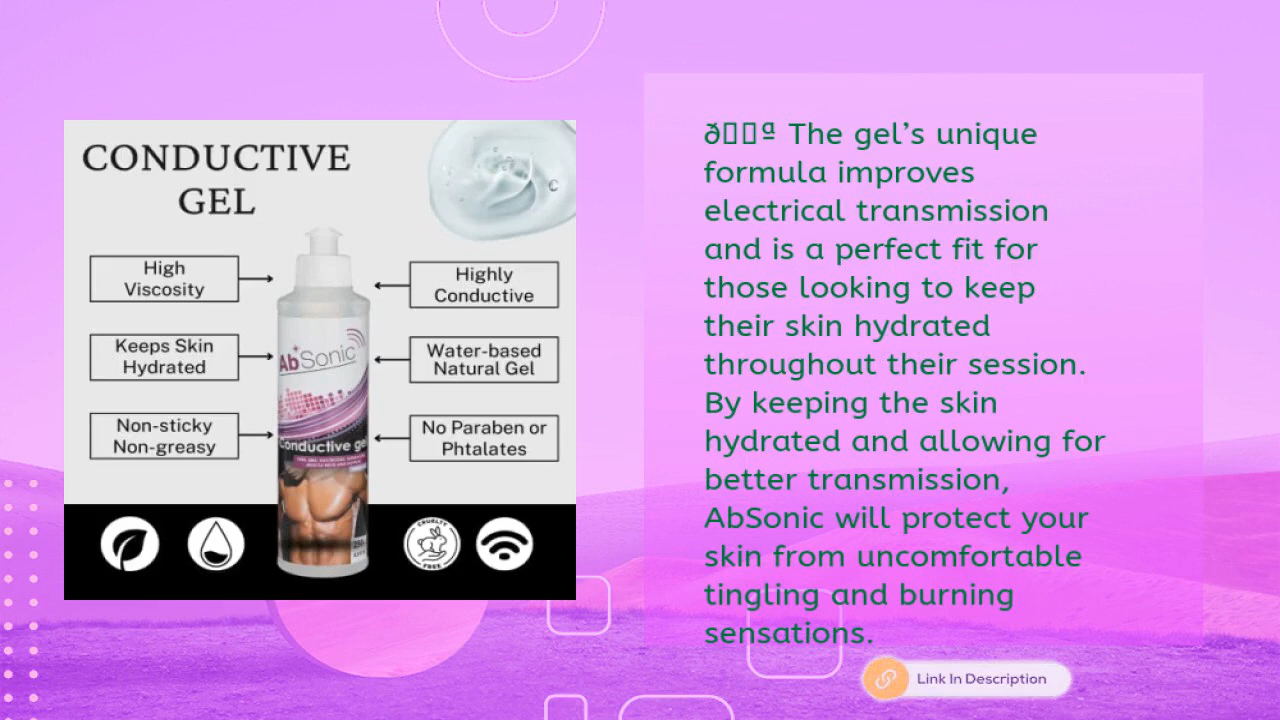 CONDUCTIVE
GEL
High
Viscosity
Keeps Skin
Hydrated
Non-sticky
Non-greasy
Highly
Conductive
Water-based
Natural Gel
No Paraben or
Phtalates
AbSonic
Conductive gel
CRUELTY
FREE
ð▯▯ª The gel’s unique
formula improves
electrical transmission
and is a perfect fit for
those looking to keep
their skin hydrated
throughout their session.
By keeping the skin
hydrated and allowing for
better transmission,
AbSonic will protect your
skin from uncomfortable
tingling and burning
sensations.
Link In Description